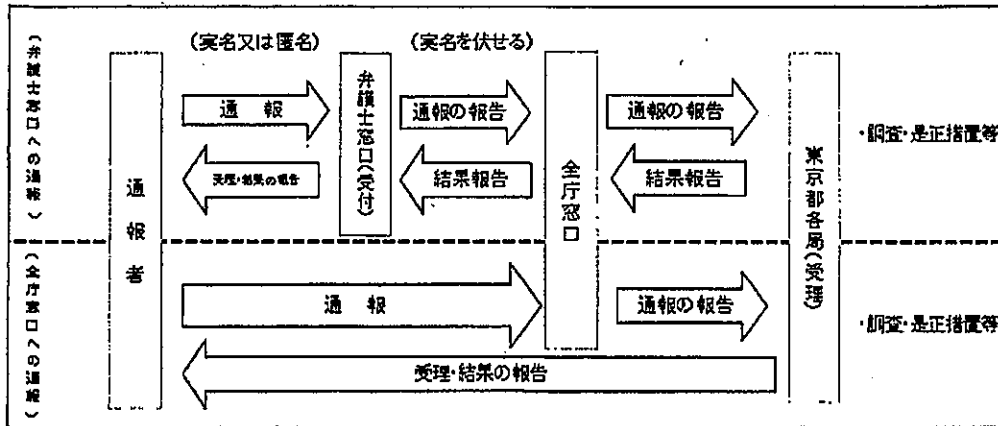 (弁護士窓口への通報)
(実名又は匿名)
(実名を伏せる)
通報者
通 報
弁護士窓口(受付)
通報の報告
全庁窓口
通報の報告
東京都各局(受理)
・調査・是正措置等
受理・結果の報告
結果報告
結果報告
(全庁窓口への通報)
通 報
通報の報告
・調査・是正措置等
受理・結果の報告